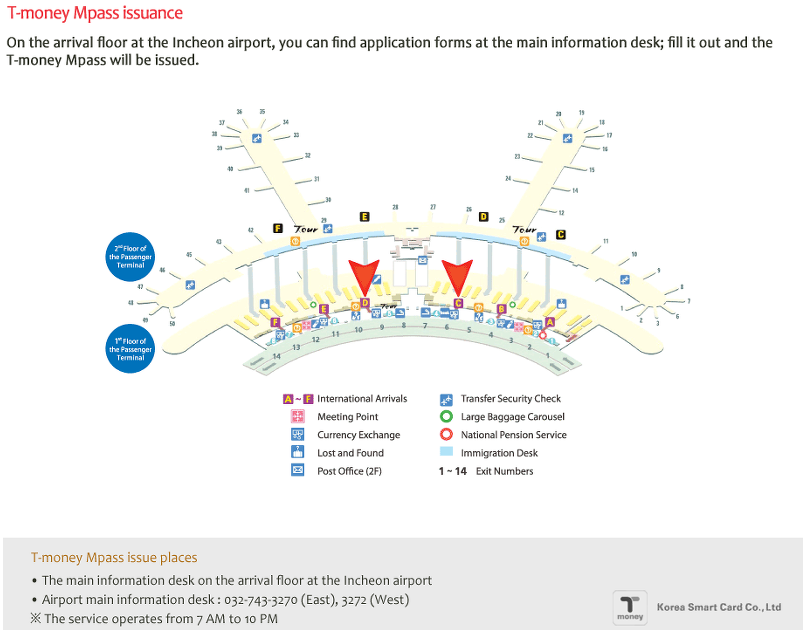 T-money Mpass issuance
On the arrival floor at the Incheon airport, you can find application forms at the main information desk; fill it out and the
T-money Mpass will be issued.
36 35
37 34
38 33
39 32
40 31
41 30
29
20 19
21 18
22 17
16
23 15
24 14
12
25
42 F Tour E 28 27 26 D Tour C 11
43
45 10
46 9
47 8
48 7
49 50 1 2 3 6
2nd Floor of
the Passenger
Terminal
1st Floor of
the Passenger
Terminal
F E D Tour C B A
14 13 12 11 10 9 8 7 6 5 4 3 2 1
A ~ F International Arrivals
Meeting Point
Currency Exchange
Lost and Found
Post Office (2F)
Transfer Security Check
Large Baggage Carousel
National Pension Service
Immigration Desk
1 ~ 14 Exit Numbers
T-money Mpass issue places
• The main information desk on the arrival floor at the Incheon airport
• Airport main information desk : 032-743-3270 (East), 3272 (West)
※ The service operates from 7 AM to 10 PM
T money Korea Smart Card Co., Ltd